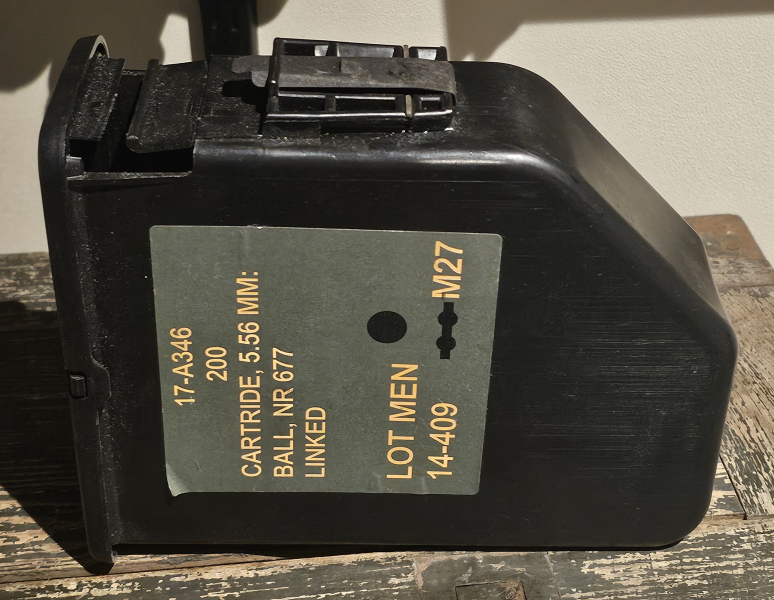 17-A346
200
CARTRIDE, 5.56 MM:
BALL, NR 677
LINKED
M27
LOT MEN
14-409